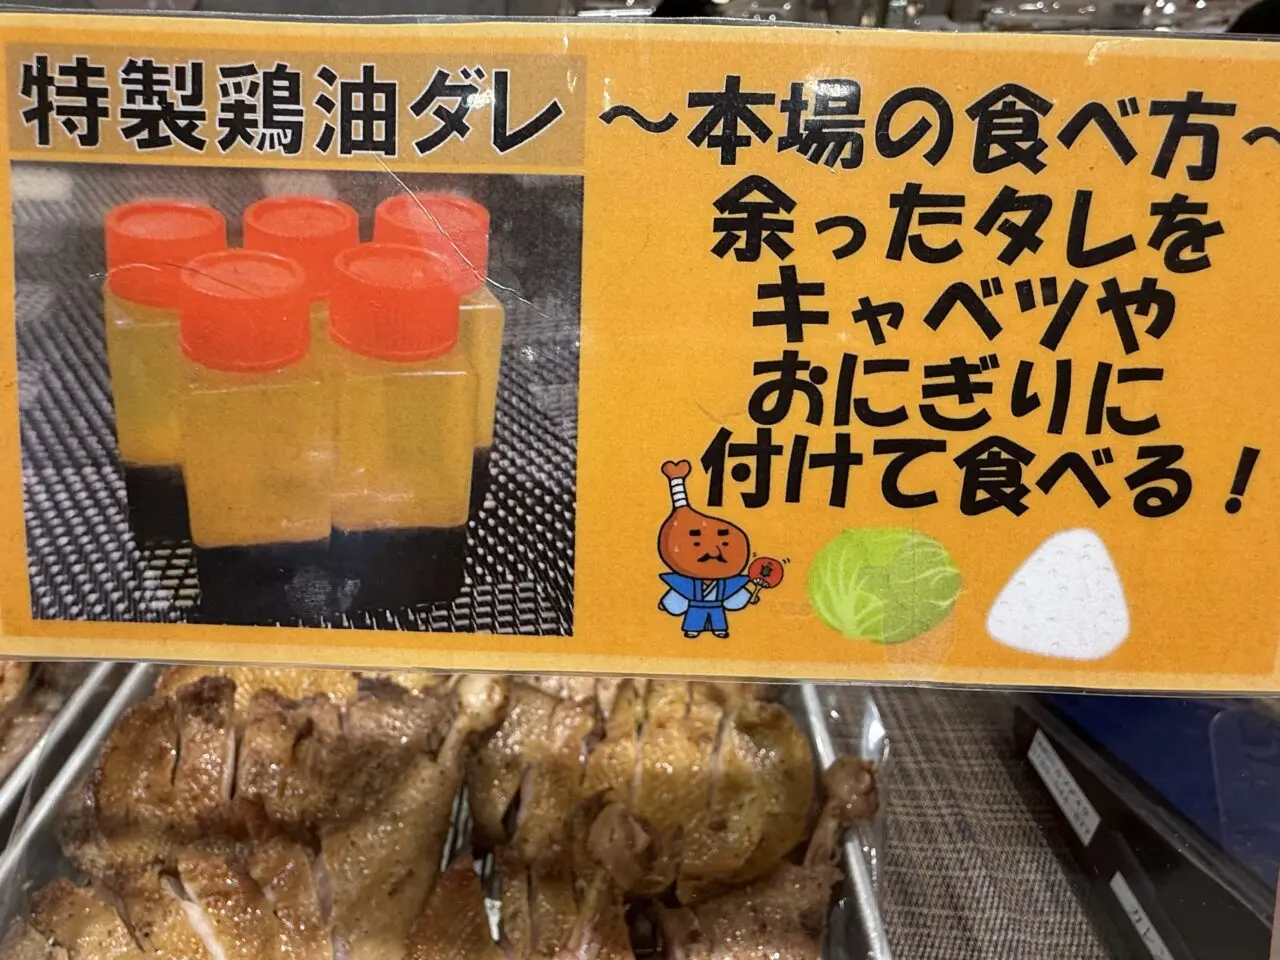 特製鶏油ダレ
～本場の食べ方～
余ったタレを
キャベツや
おにぎりに
付けて食べる！